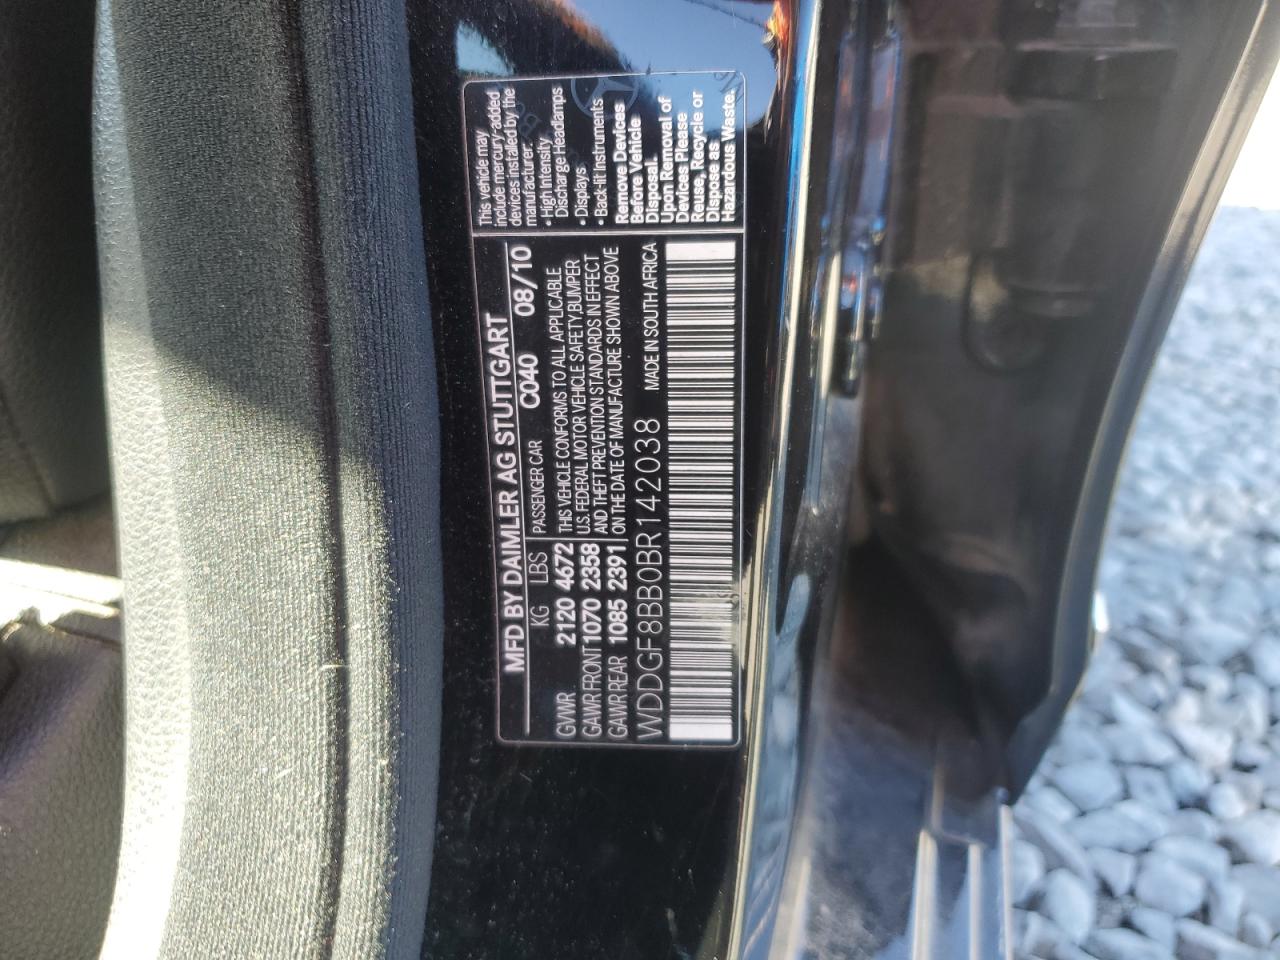 MFD BY DAIMLER AG STUTTGART
KG LBS PASSENGER CAR C040 08/10
GVWR 2120 4672
GAWR FRONT 1070 2358
GAWR REAR 1085 2391
THIS VEHICLE CONFORMS TO ALL APPLICABLE
U.S. FEDERAL MOTOR VEHICLE SAFETY,BUMPER
AND THEFT PREVENTION STANDARDS IN EFFECT
ON THE DATE OF MANUFACTURE SHOWN ABOVE
WDDGF8BB0BR142038 MADE IN SOUTH AFRICA
This vehicle may
include mercury-added
devices installed by the
manufacturer:
• High Intensity
Discharge Headlamps
• Displays
• Back-lit Instruments
Remove Devices
Before Vehicle
Disposal.
Upon Removal of
Devices Please
Reuse, Recycle or
Dispose as
Hazardous Waste.